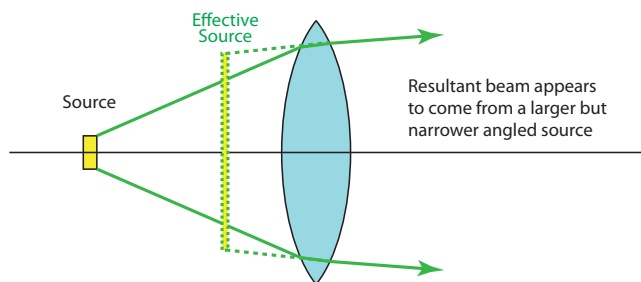 Effective
Source
Source
Resultant beam appears
to come from a larger but
narrower angled source